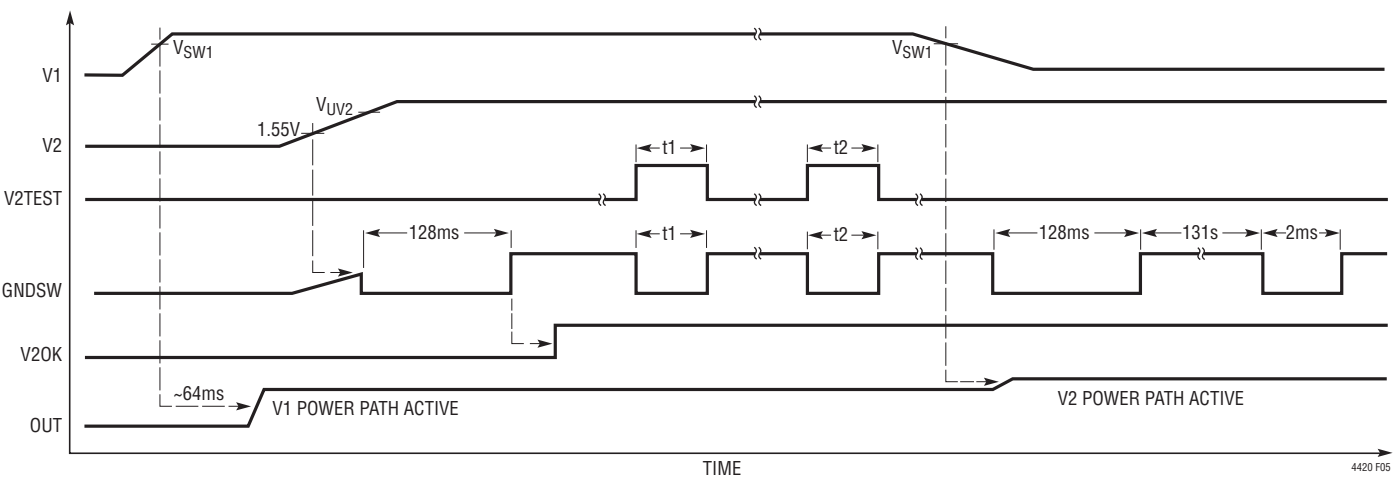 V1
VSW1
VSW1
V2
1.55V
VUV2
V2TEST
t1
t2
GNDSW
128ms
t1
t2
128ms
131s
2ms
V2OK
OUT
~64ms
V1 POWER PATH ACTIVE
V2 POWER PATH ACTIVE
TIME
4420 F05